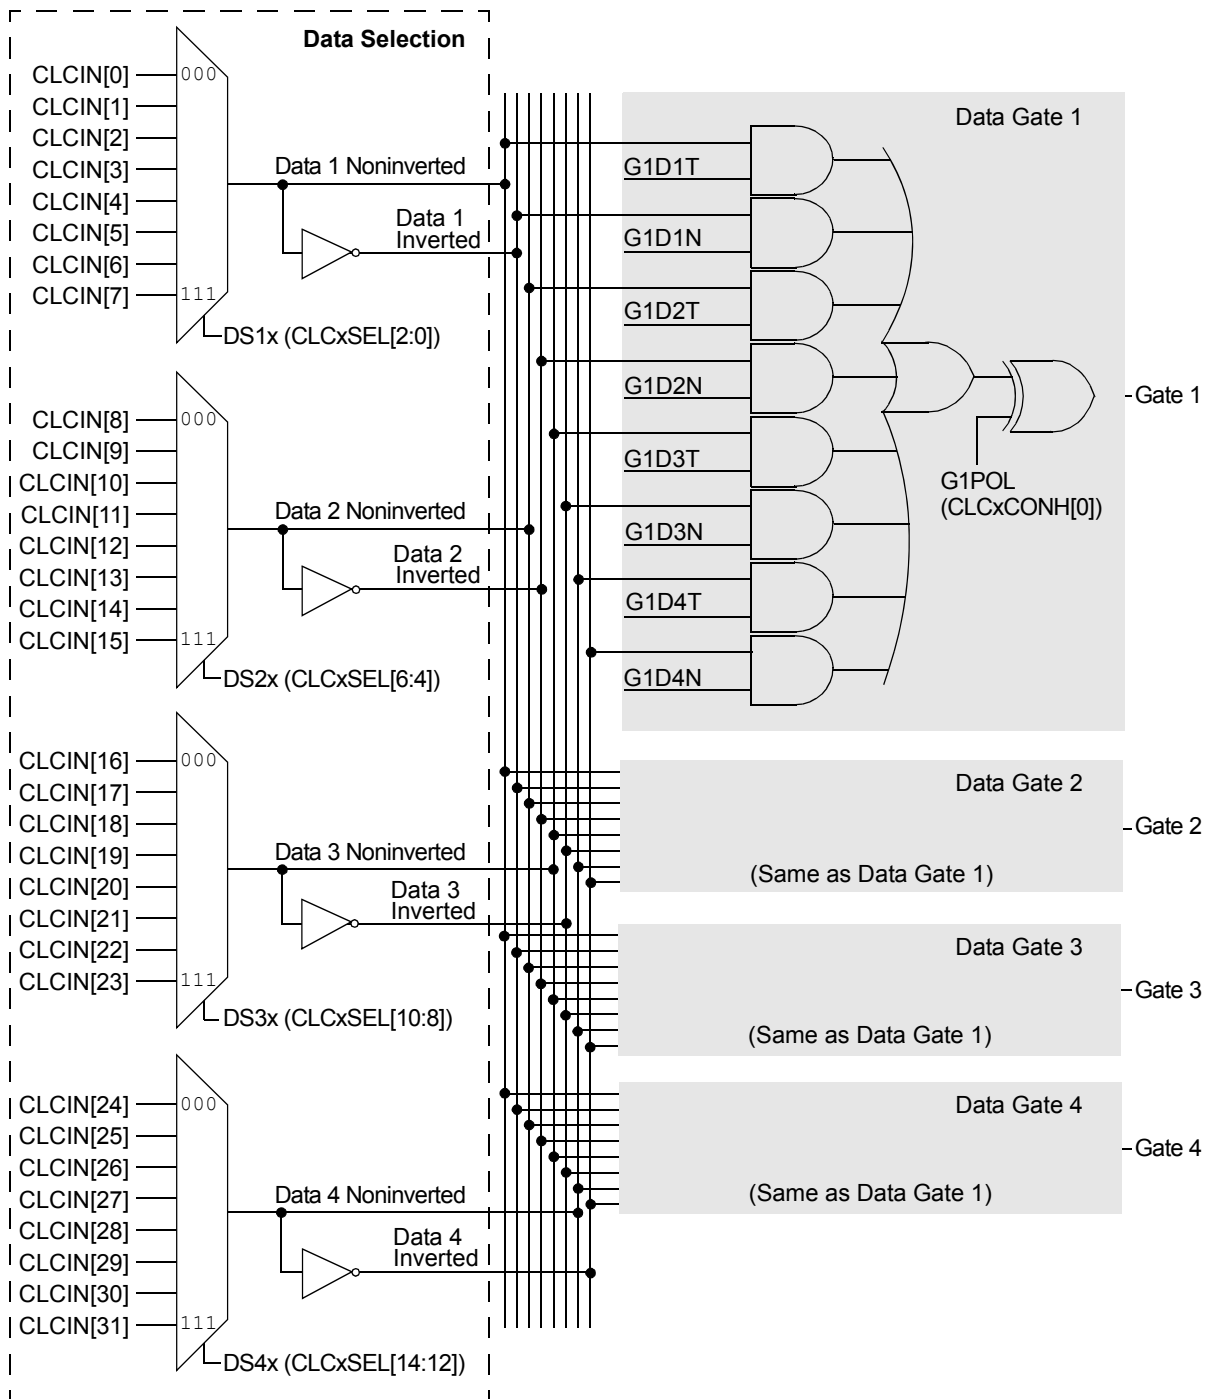 Data Selection
CLCIN[0]
CLCIN[1]
CLCIN[2]
CLCIN[3]
CLCIN[4]
CLCIN[5]
CLCIN[6]
CLCIN[7]
000
111
Data 1 Noninverted
Data 1
Inverted
DS1x (CLCxSEL[2:0])
CLCIN[8]
CLCIN[9]
CLCIN[10]
CLCIN[11]
CLCIN[12]
CLCIN[13]
CLCIN[14]
CLCIN[15]
000
111
Data 2 Noninverted
Data 2
Inverted
DS2x (CLCxSEL[6:4])
CLCIN[16]
CLCIN[17]
CLCIN[18]
CLCIN[19]
CLCIN[20]
CLCIN[21]
CLCIN[22]
CLCIN[23]
000
111
Data 3 Noninverted
Data 3
Inverted
DS3x (CLCxSEL[10:8])
CLCIN[24]
CLCIN[25]
CLCIN[26]
CLCIN[27]
CLCIN[28]
CLCIN[29]
CLCIN[30]
CLCIN[31]
000
111
Data 4 Noninverted
Data 4
Inverted
DS4x (CLCxSEL[14:12])
Data Gate 1
G1D1T
G1D1N
G1D2T
G1D2N
G1D3T
G1D3N
G1D4T
G1D4N
G1POL
(CLCxCONH[0])
Gate 1
Data Gate 2
(Same as Data Gate 1)
Gate 2
Data Gate 3
(Same as Data Gate 1)
Gate 3
Data Gate 4
(Same as Data Gate 1)
Gate 4